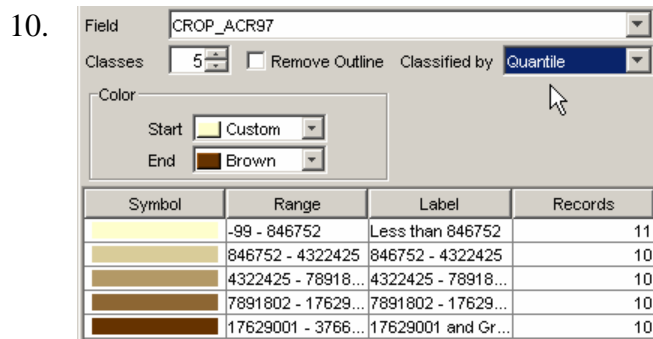 10.
Field CROP_ACR97
Classes 5 Remove Outline Classified by Quantile
Color
Start Custom
End Brown
Symbol Range Label Records
-99 - 846752 Less than 846752 11
846752 - 4322425 846752 - 4322425 10
4322425 - 78918... 4322425 - 78918... 10
7891802 - 17629... 7891802 - 17629... 10
17629001 - 3766... 17629001 and Gr... 10